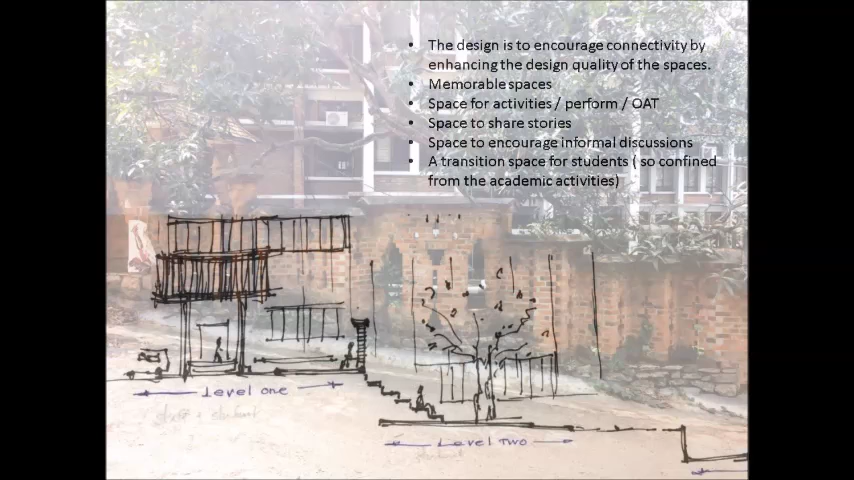 • The design is to encourage connectivity by
enhancing the design quality of the spaces.
• Memorable spaces
• Space for activities / perform / OAT
• Space to share stories
• Space to encourage informal discussions
• A transition space for students ( so confined
from the academic activities)
Level one
Level Two